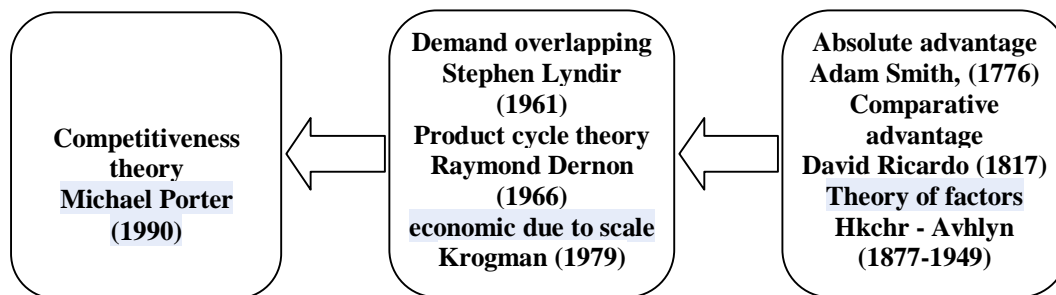 Competitiveness
theory
Michael Porter
(1990)
Demand overlapping
Stephen Lyndir
(1961)
Product cycle theory
Raymond Dernon
(1966)
economic due to scale
Krogman (1979)
Absolute advantage
Adam Smith, (1776
Comparative
advantage
David Ricardo (1817)
Theory of factors
Hkchr - Avhlyn
(1877-1949)